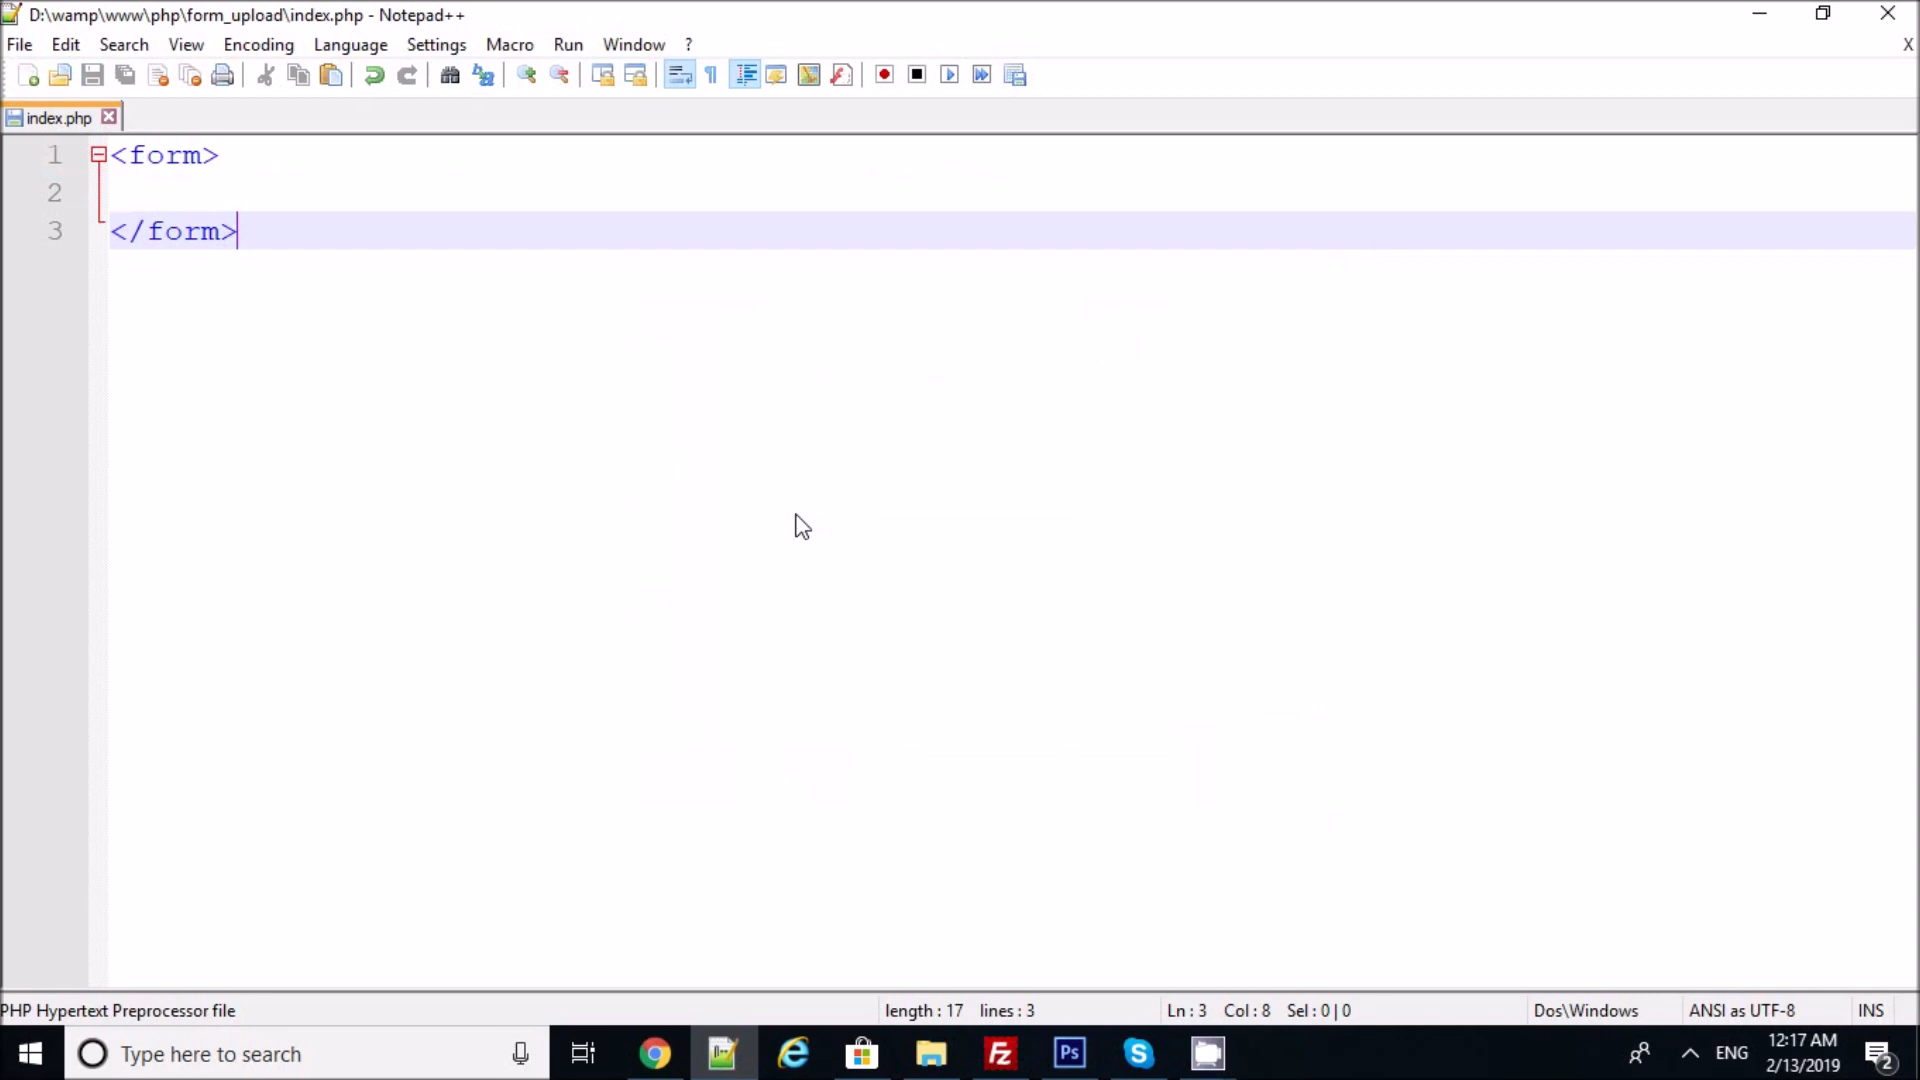 D:\wamp\www\php\form_upload\index.php - Notepad++
File Edit Search View Encoding Language Settings Macro Run Window ? X
index.php
1 <form>
2
3 </form>
PHP Hypertext Preprocessor file length : 17 lines : 3 Ln : 3 Col : 8 Sel : 0 | 0 Dos\Windows ANSI as UTF-8 INS
Type here to search Fz Ps S ENG 12:17 AM
2/13/2019 2